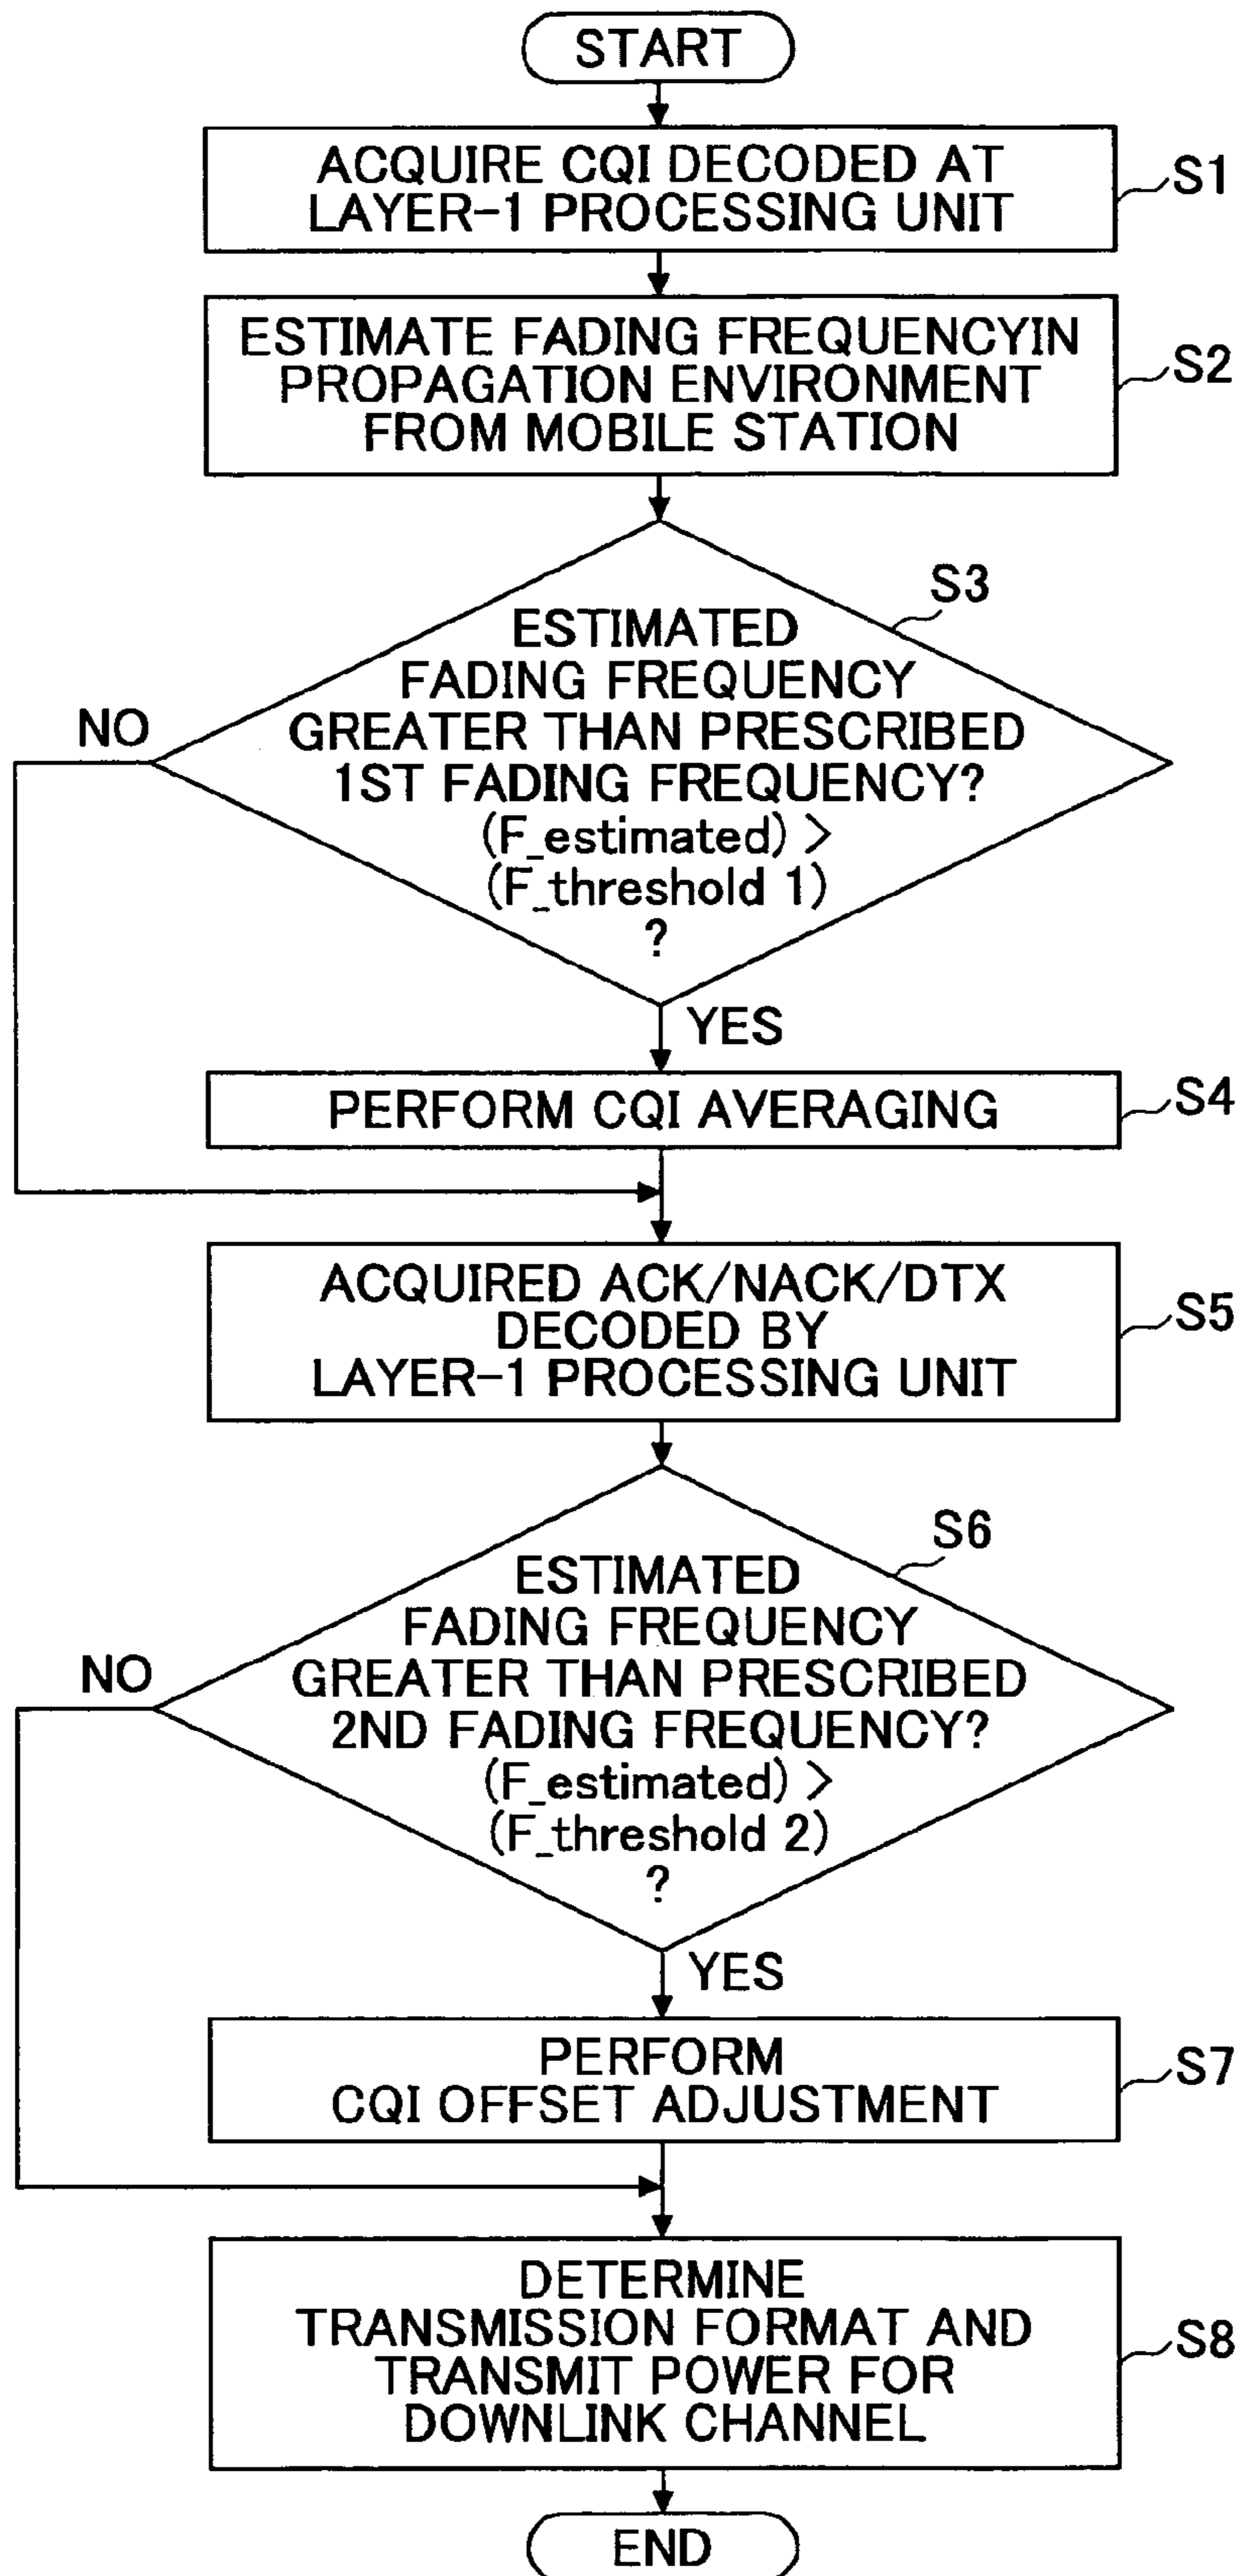 START
ACQUIRE CQI DECODED AT
LAYER-1 PROCESSING UNIT
S1
ESTIMATE FADING FREQUENCYIN
PROPAGATION ENVIRONMENT
FROM MOBILE STATION
S2
S3
ESTIMATED
FADING FREQUENCY
GREATER THAN PRESCRIBED
1ST FADING FREQUENCY?
(F_estimated) >
(F_threshold 1)
?
NO
YES
PERFORM CQI AVERAGING
S4
ACQUIRED ACK/NACK/DTX
DECODED BY
LAYER-1 PROCESSING UNIT
S5
S6
ESTIMATED
FADING FREQUENCY
GREATER THAN PRESCRIBED
2ND FADING FREQUENCY?
(F_estimated) >
(F_threshold 2)
?
NO
YES
PERFORM
CQI OFFSET ADJUSTMENT
S7
DETERMINE
TRANSMISSION FORMAT AND
TRANSMIT POWER FOR
DOWNLINK CHANNEL
S8
END